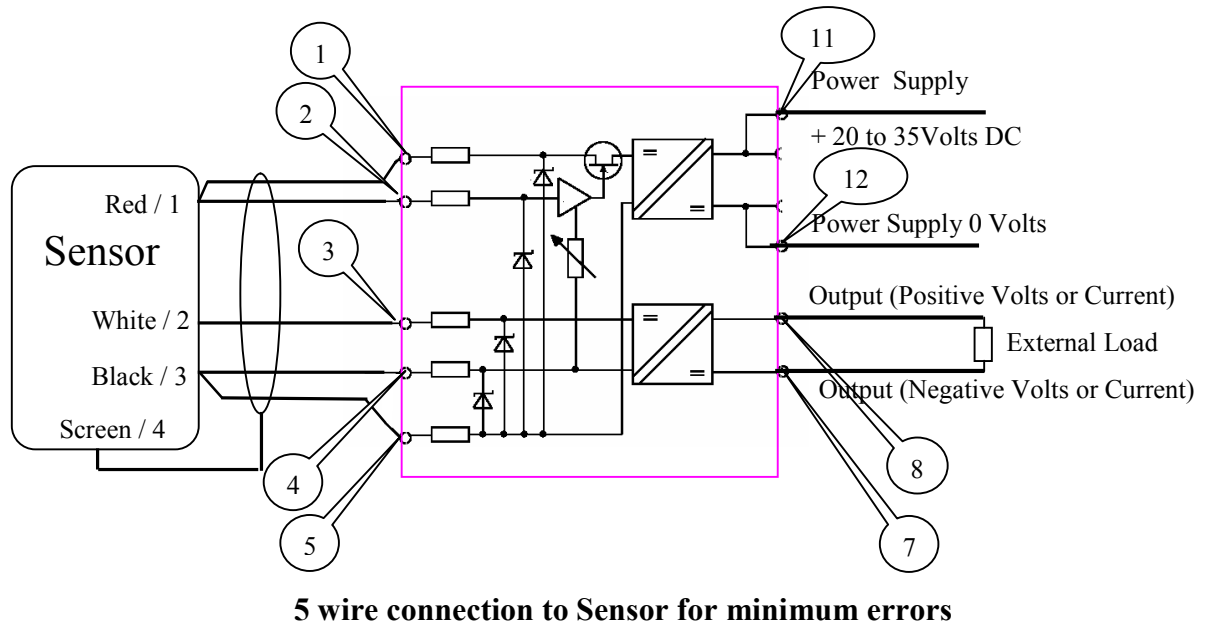 11
1
Power Supply
2
+ 20 to 35Volts DC
=
12
Red / 1
=
Power Supply 0 Volts
Sensor
3
Output (Positive Volts or Current)
White / 2
=
External Load
Black / 3
=
Output (Negative Volts or Current)
Screen / 4
4
8
5
7
5 wire connection to Sensor for minimum errors